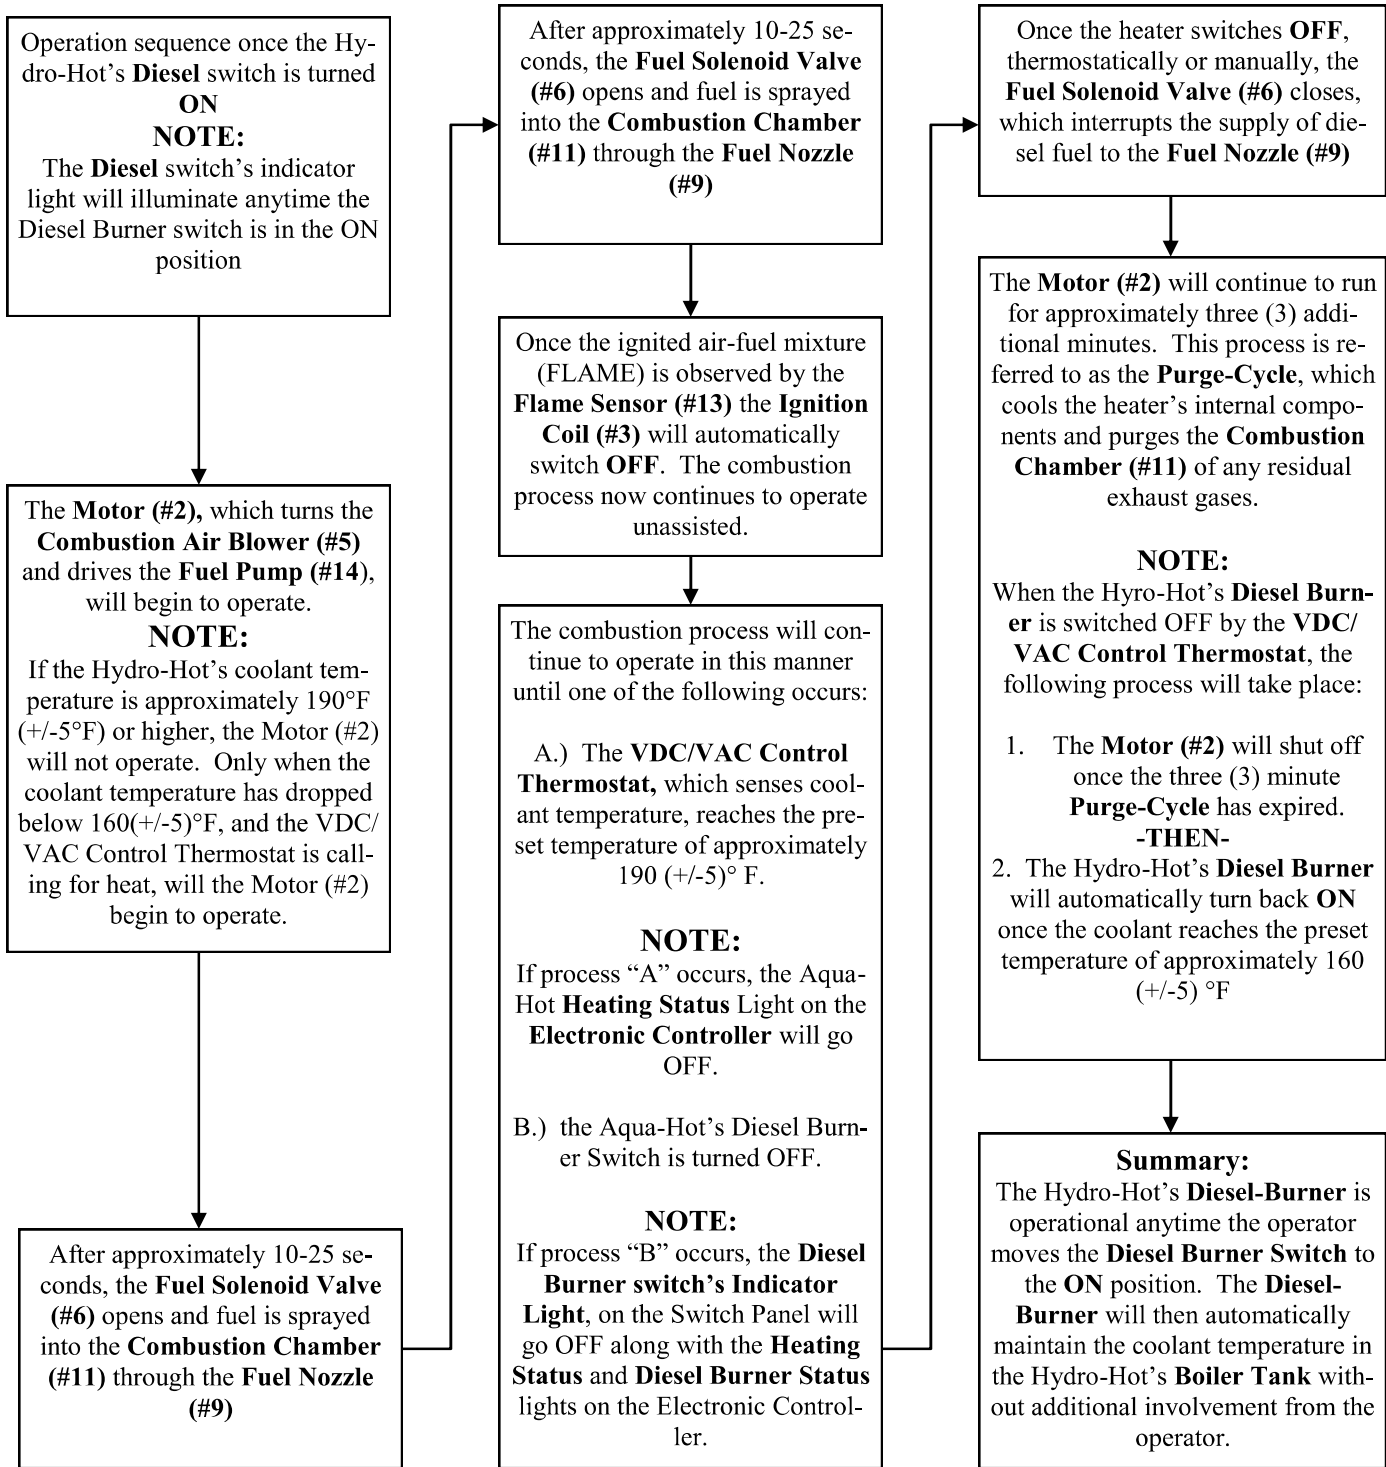 Operation sequence once the Hy-
dro-Hot’s Diesel switch is turned
ON
NOTE:
The Diesel switch’s indicator
light will illuminate anytime the
Diesel Burner switch is in the ON
position
The Motor (#2), which turns the
Combustion Air Blower (#5)
and drives the Fuel Pump (#14),
will begin to operate.
NOTE:
If the Hydro-Hot’s coolant tem-
perature is approximately 190°F
(+/-5°F) or higher, the Motor (#2)
will not operate.  Only when the
coolant temperature has dropped
below 160(+/-5)°F, and the VDC/
VAC Control Thermostat is call-
ing for heat, will the Motor (#2)
begin to operate.
After approximately 10-25 se-
conds, the Fuel Solenoid Valve
(#6) opens and fuel is sprayed
into the Combustion Chamber
(#11) through the Fuel Nozzle
(#9)
After approximately 10-25 se-
conds, the Fuel Solenoid Valve
(#6) opens and fuel is sprayed
into the Combustion Chamber
(#11) through the Fuel Nozzle
(#9)
Once the ignited air-fuel mixture
(FLAME) is observed by the
Flame Sensor (#13) the Ignition
Coil (#3) will automatically
switch OFF.  The combustion
process now continues to operate
unassisted.
The combustion process will con-
tinue to operate in this manner
until one of the following occurs:
A.)  The VDC/VAC Control
Thermostat, which senses cool-
ant temperature, reaches the pre-
set temperature of approximately
190 (+/-5)° F.
NOTE:
If process “A” occurs, the Aqua-
Hot Heating Status Light on the
Electronic Controller will go
OFF.
B.)  the Aqua-Hot’s Diesel Burn-
er Switch is turned OFF.
NOTE:
If process “B” occurs, the Diesel
Burner switch’s Indicator
Light, on the Switch Panel will
go OFF along with the Heating
Status and Diesel Burner Status
lights on the Electronic Control-
ler.
Once the heater switches OFF,
thermostatically or manually, the
Fuel Solenoid Valve (#6) closes,
which interrupts the supply of die-
sel fuel to the Fuel Nozzle (#9)
The Motor (#2) will continue to run
for approximately three (3) addi-
tional minutes.  This process is re-
ferred to as the Purge-Cycle, which
cools the heater’s internal compo-
nents and purges the Combustion
Chamber (#11) of any residual
exhaust gases.
NOTE:
When the Hyro-Hot’s Diesel Burn-
er is switched OFF by the VDC/
VAC Control Thermostat, the
following process will take place:
1.  The Motor (#2) will shut off
once the three (3) minute
Purge-Cycle has expired.
-THEN-
2.  The Hydro-Hot’s Diesel Burner
will automatically turn back ON
once the coolant reaches the preset
temperature of approximately 160
(+/-5) °F
Summary:
The Hydro-Hot’s Diesel-Burner is
operational anytime the operator
moves the Diesel Burner Switch to
the ON position.  The Diesel-
Burner will then automatically
maintain the coolant temperature in
the Hydro-Hot’s Boiler Tank with-
out additional involvement from the
operator.